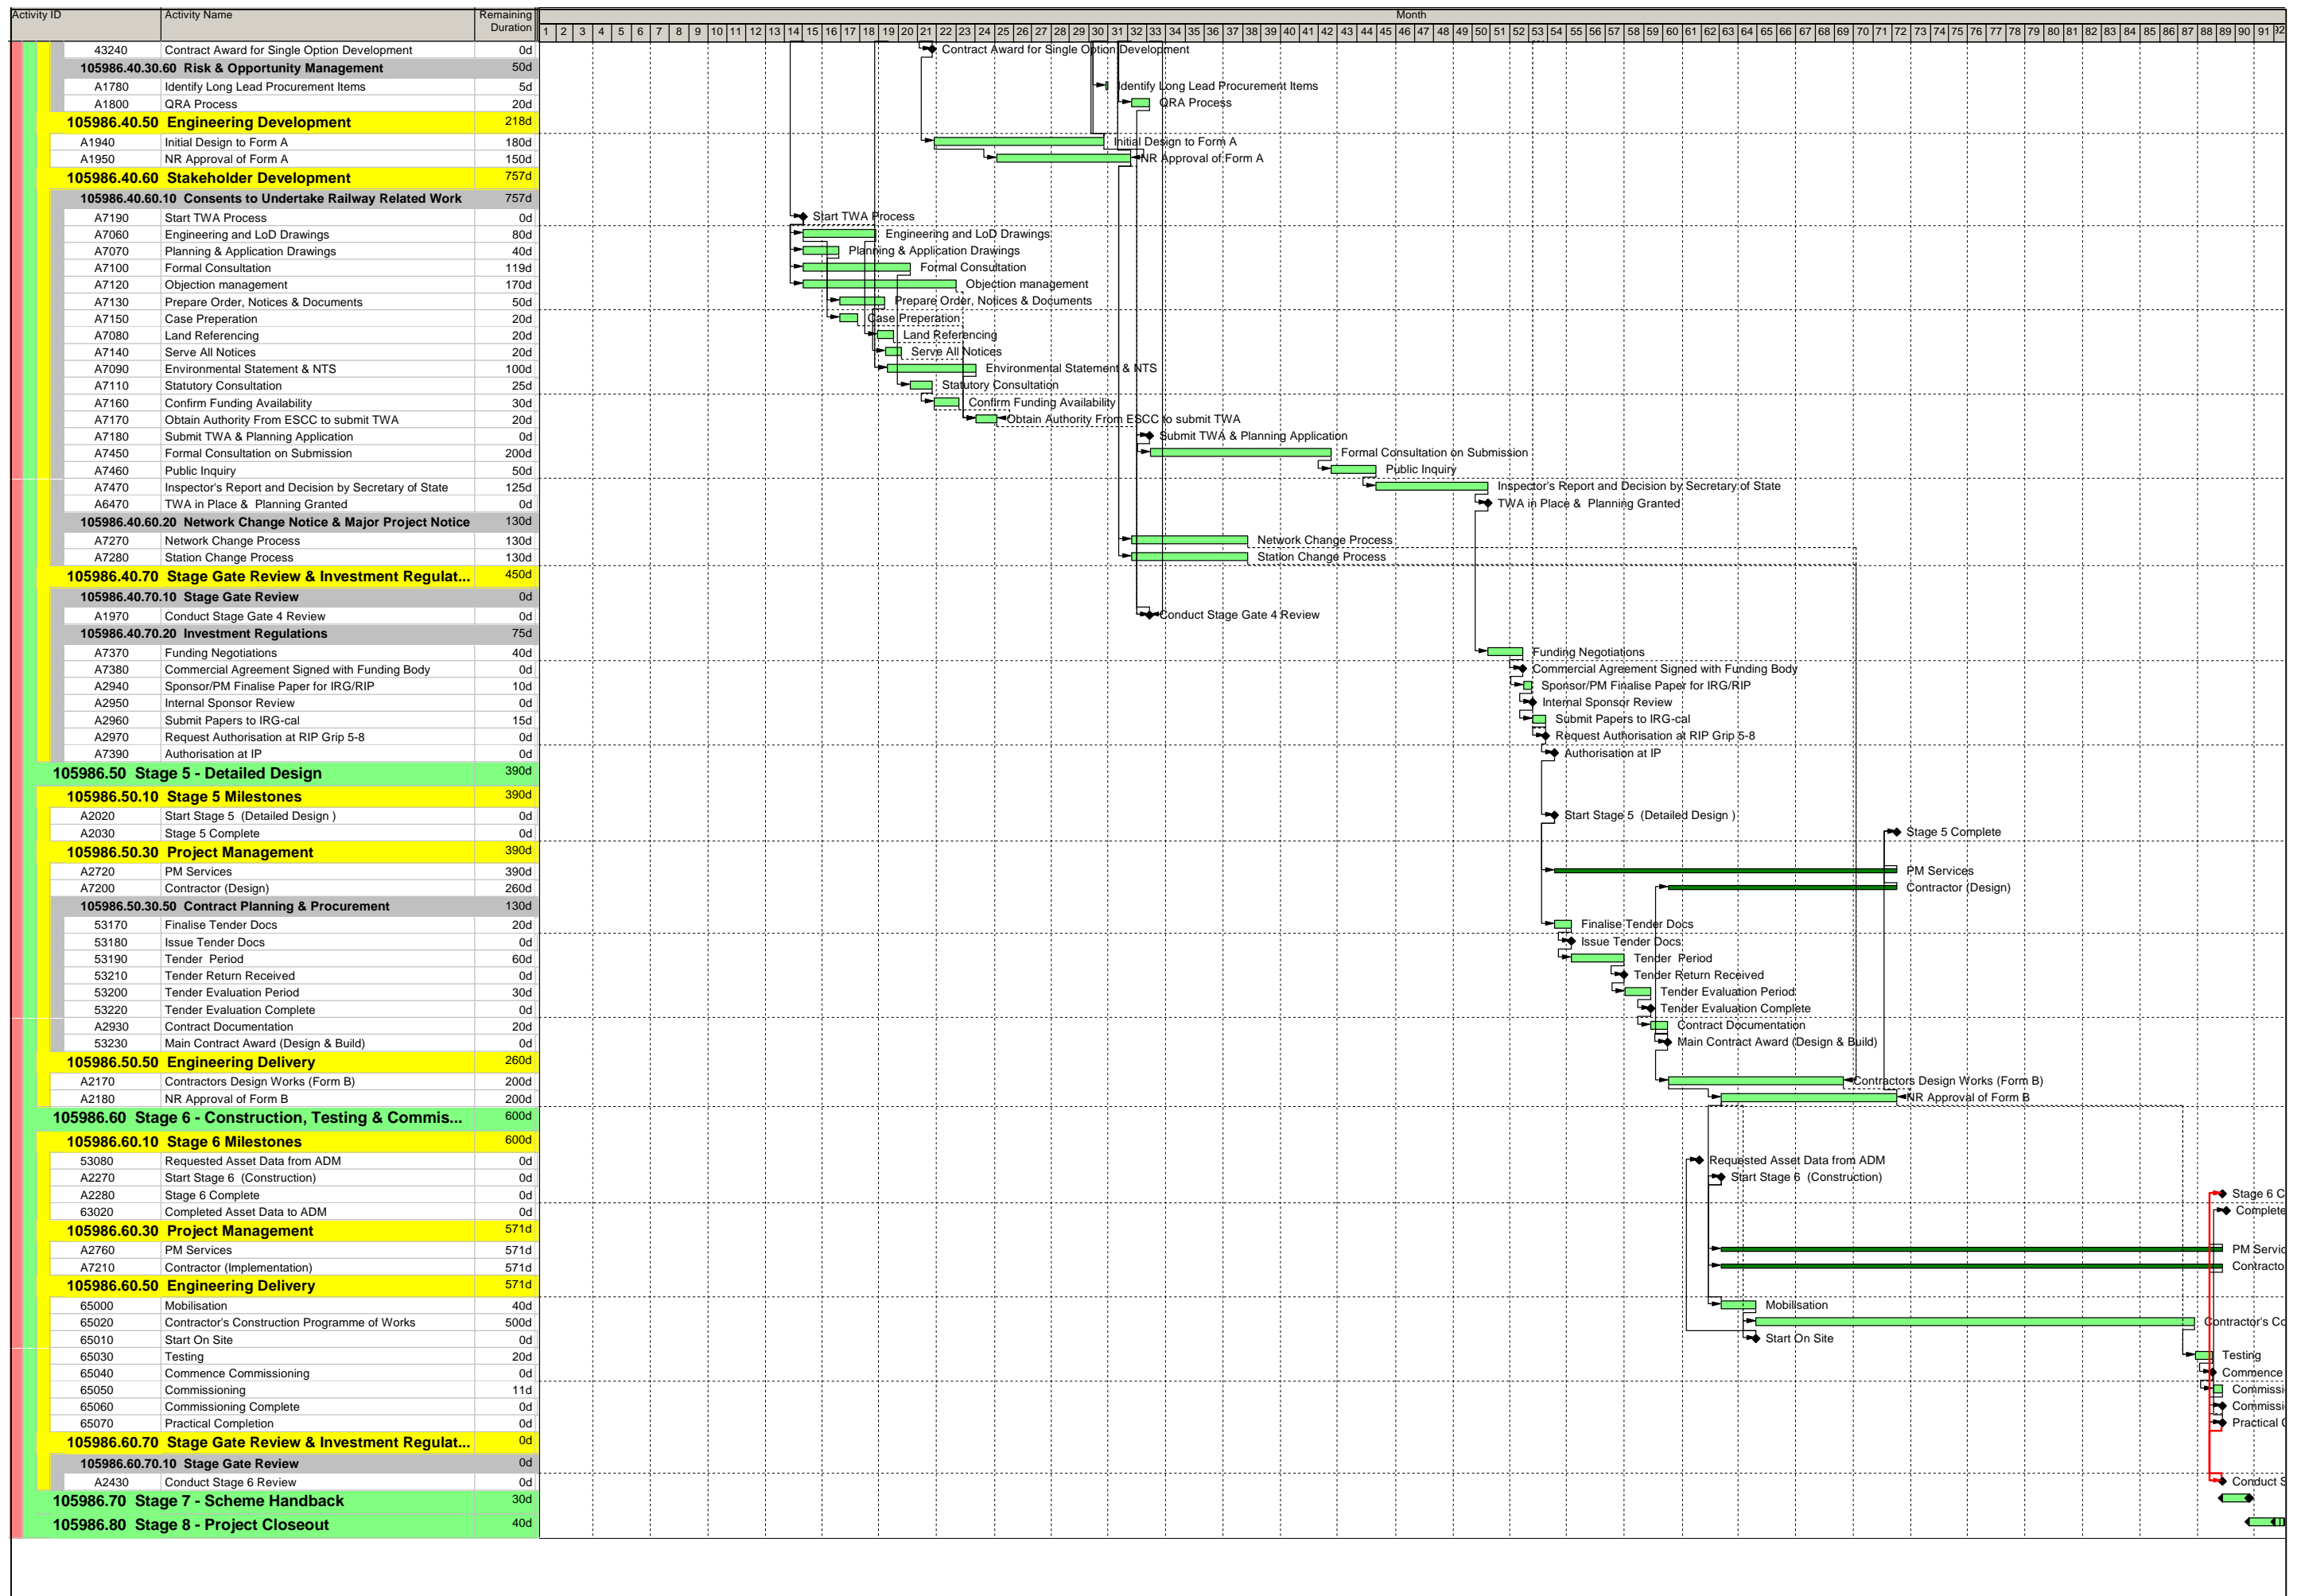 Activity ID Activity Name Remaining Duration Month
1 2 3 4 5 6 7 8 9 10 11 12 13 14 15 16 17 18 19 20 21 22 23 24 25 26 27 28 29 30 31 32 33 34 35 36 37 38 39 40 41 42 43 44 45 46 47 48 49 50 51 52 53 54 55 56 57 58 59 60 61 62 63 64 65 66 67 68 69 70 71 72 73 74 75 76 77 78 79 80 81 82 83 84 85 86 87 88 89 90 91 92
43240 Contract Award for Single Option Development 0d Contract Award for Single Option Development
105986.40.30.60 Risk & Opportunity Management 50d
A1780 Identify Long Lead Procurement Items 5d Identify Long Lead Procurement Items
A1800 QRA Process 20d QRA Process
105986.40.50 Engineering Development 218d
A1940 Initial Design to Form A 180d Initial Design to Form A
A1950 NR Approval of Form A 150d NR Approval of Form A
105986.40.60 Stakeholder Development 757d
105986.40.60.10 Consents to Undertake Railway Related Work 757d
A7190 Start TWA Process 0d Start TWA Process
A7060 Engineering and LoD Drawings 80d Engineering and LoD Drawings
A7070 Planning & Application Drawings 40d Planning & Application Drawings
A7100 Formal Consultation 119d Formal Consultation
A7120 Objection management 170d Objection management
A7130 Prepare Order, Notices & Documents 50d Prepare Order, Notices & Documents
A7150 Case Preperation 20d Case Preperation
A7080 Land Referencing 20d Land Referencing
A7140 Serve All Notices 20d Serve All Notices
A7090 Environmental Statement & NTS 100d Environmental Statement & NTS
A7110 Statutory Consultation 25d Statutory Consultation
A7160 Confirm Funding Availability 30d Confirm Funding Availability
A7170 Obtain Authority From ESCC to submit TWA 20d Obtain Authority From ESCC to submit TWA
A7180 Submit TWA & Planning Application 0d Submit TWA & Planning Application
A7450 Formal Consultation on Submission 200d Formal Consultation on Submission
A7460 Public Inquiry 50d Public Inquiry
A7470 Inspector's Report and Decision by Secretary of State 125d Inspector's Report and Decision by Secretary of State
A6470 TWA in Place & Planning Granted 0d TWA in Place & Planning Granted
105986.40.60.20 Network Change Notice & Major Project Notice 130d
A7270 Network Change Process 130d Network Change Process
A7280 Station Change Process 130d Station Change Process
105986.40.70 Stage Gate Review & Investment Regulat... 450d
105986.40.70.10 Stage Gate Review 0d
A1970 Conduct Stage Gate 4 Review 0d Conduct Stage Gate 4 Review
105986.40.70.20 Investment Regulations 75d
A7370 Funding Negotiations 40d Funding Negotiations
A7380 Commercial Agreement Signed with Funding Body 0d Commercial Agreement Signed with Funding Body
A2940 Sponsor/PM Finalise Paper for IRG/RIP 10d Sponsor/PM Finalise Paper for IRG/RIP
A2950 Internal Sponsor Review 0d Internal Sponsor Review
A2960 Submit Papers to IRG-cal 15d Submit Papers to IRG-cal
A2970 Request Authorisation at RIP Grip 5-8 0d Request Authorisation at RIP Grip 5-8
A7390 Authorisation at IP 0d Authorisation at IP
105986.50 Stage 5 - Detailed Design 390d
105986.50.10 Stage 5 Milestones 390d
A2020 Start Stage 5 (Detailed Design ) 0d Start Stage 5 (Detailed Design )
A2030 Stage 5 Complete 0d Stage 5 Complete
105986.50.30 Project Management 390d
A2720 PM Services 390d PM Services
A7200 Contractor (Design) 260d Contractor (Design)
105986.50.30.50 Contract Planning & Procurement 130d
53170 Finalise Tender Docs 20d Finalise Tender Docs
53180 Issue Tender Docs 0d Issue Tender Docs
53190 Tender Period 60d Tender Period
53210 Tender Return Received 0d Tender Return Received
53200 Tender Evaluation Period 30d Tender Evaluation Period
53220 Tender Evaluation Complete 0d Tender Evaluation Complete
A2930 Contract Documentation 20d Contract Documentation
53230 Main Contract Award (Design & Build) 0d Main Contract Award (Design & Build)
105986.50.50 Engineering Delivery 260d
A2170 Contractors Design Works (Form B) 200d Contractors Design Works (Form B)
A2180 NR Approval of Form B 200d NR Approval of Form B
105986.60 Stage 6 - Construction, Testing & Commis... 600d
105986.60.10 Stage 6 Milestones 600d
53080 Requested Asset Data from ADM 0d Requested Asset Data from ADM
A2270 Start Stage 6 (Construction) 0d Start Stage 6 (Construction)
A2280 Stage 6 Complete 0d Stage 6 C
63020 Completed Asset Data to ADM 0d Complete
105986.60.30 Project Management 571d
A2760 PM Services 571d PM Servic
A7210 Contractor (Implementation) 571d Contracto
105986.60.50 Engineering Delivery 571d
65000 Mobilisation 40d Mobilisation
65020 Contractor's Construction Programme of Works 500d Contractor's Co
65010 Start On Site 0d Start On Site
65030 Testing 20d Testing
65040 Commence Commissioning 0d Commence
65050 Commissioning 11d Commissi
65060 Commissioning Complete 0d Commissi
65070 Practical Completion 0d Practical C
105986.60.70 Stage Gate Review & Investment Regulat... 0d
105986.60.70.10 Stage Gate Review 0d
A2430 Conduct Stage 6 Review 0d Conduct S
105986.70 Stage 7 - Scheme Handback 30d
105986.80 Stage 8 - Project Closeout 40d